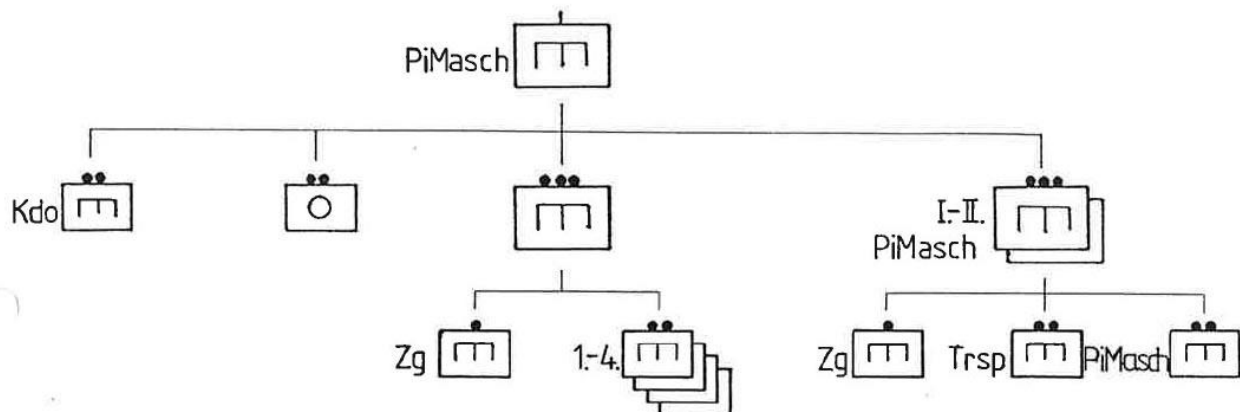 PiMasch
Kdo
I.-II.
PiMasch
Zg
1.-4.
Zg
Trsp
PiMasch